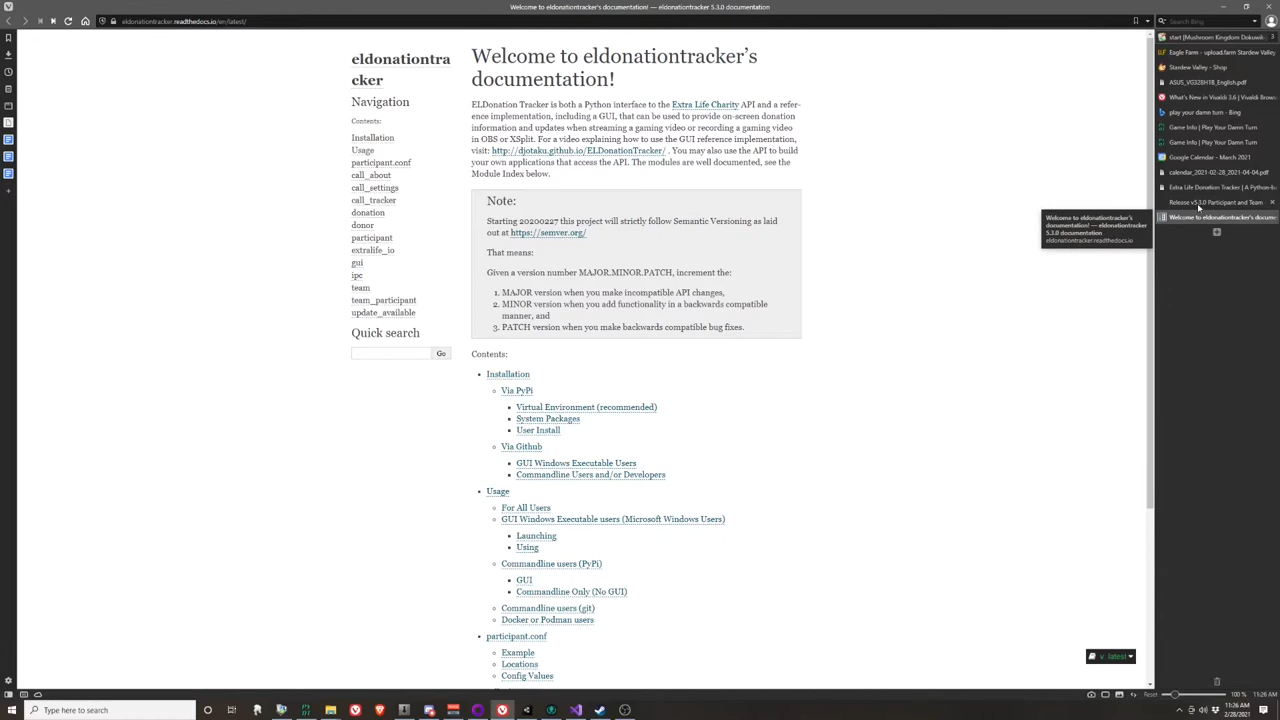 Welcome to eldonationtracker's documentation! — eldonationtracker 5.3.0 documentation
eldonationtracker.readthedocs.io/en/latest/
Search Bing
eldonationtra
cker
Navigation
Contents:
Installation
Usage
participant.conf
call_about
call_settings
call_tracker
donation
donor
participant
extralife_io
gui
ipc
team
team_participant
update_available
Quick search
Go
Welcome to eldonationtracker's
documentation!
ELDonation Tracker is both a Python interface to the Extra Life Charity API and a refer-
ence implementation, including a GUI, that can be used to provide on-screen donation
information and updates when streaming a gaming video or recording a gaming video
in OBS or XSplit. For a video explaining how to use the GUI reference implementation,
visit: http://djotaku.github.io/ELDonationTracker/ . You may also use the API to build
your own applications that access the API. The modules are well documented, see the
Module Index below.
Note:
Starting 20200227 this project will strictly follow Semantic Versioning as laid
out at https://semver.org/
That means:
Given a version number MAJOR.MINOR.PATCH, increment the:
1. MAJOR version when you make incompatible API changes,
2. MINOR version when you add functionality in a backwards compatible
manner, and
3. PATCH version when you make backwards compatible bug fixes.
Contents:
Installation
Via PyPi
Virtual Environment (recommended)
System Packages
User Install
Via Github
GUI Windows Executable Users
Commandline Users and/or Developers
Usage
For All Users
GUI Windows Executable users (Microsoft Windows Users)
Launching
Using
Commandline users (PyPi)
GUI
Commandline Only (No GUI)
Commandline users (git)
Docker or Podman users
participant.conf
Example
Locations
Config Values
start [Mushroom Kingdom Dokuwiki 3
Eagle Farm - upload.farm Stardew Valley
Stardew Valley - Shop
ASUS_VG328H1B_English.pdf
What's New in Vivaldi 3.6 | Vivaldi Brow
play your damn turn - Bing
Game Info | Play Your Damn Turn
Game Info | Play Your Damn Turn
Google Calendar - March 2021
calendar_2021-02-28_2021-04-04.pdf
Extra Life Donation Tracker | A Python-b
Release v5.3.0 Participant and Team
Welcome to eldonationtracker's docume
Welcome to eldonationtracker's
documentation! — eldonationtracker
5.3.0 documentation
eldonationtracker.readthedocs.io
v: latest
Reset
100 %
11:26 AM
Type here to search
11:26 AM
2/28/2021